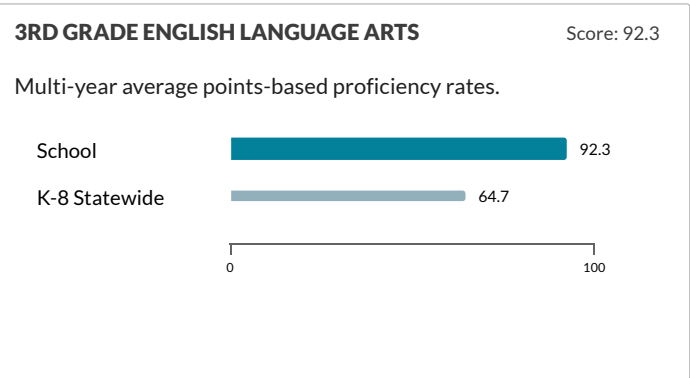 3RD GRADE ENGLISH LANGUAGE ARTS Score: 92.3
Multi-year average points-based proficiency rates.
School 92.3
K-8 Statewide 64.7
0 100